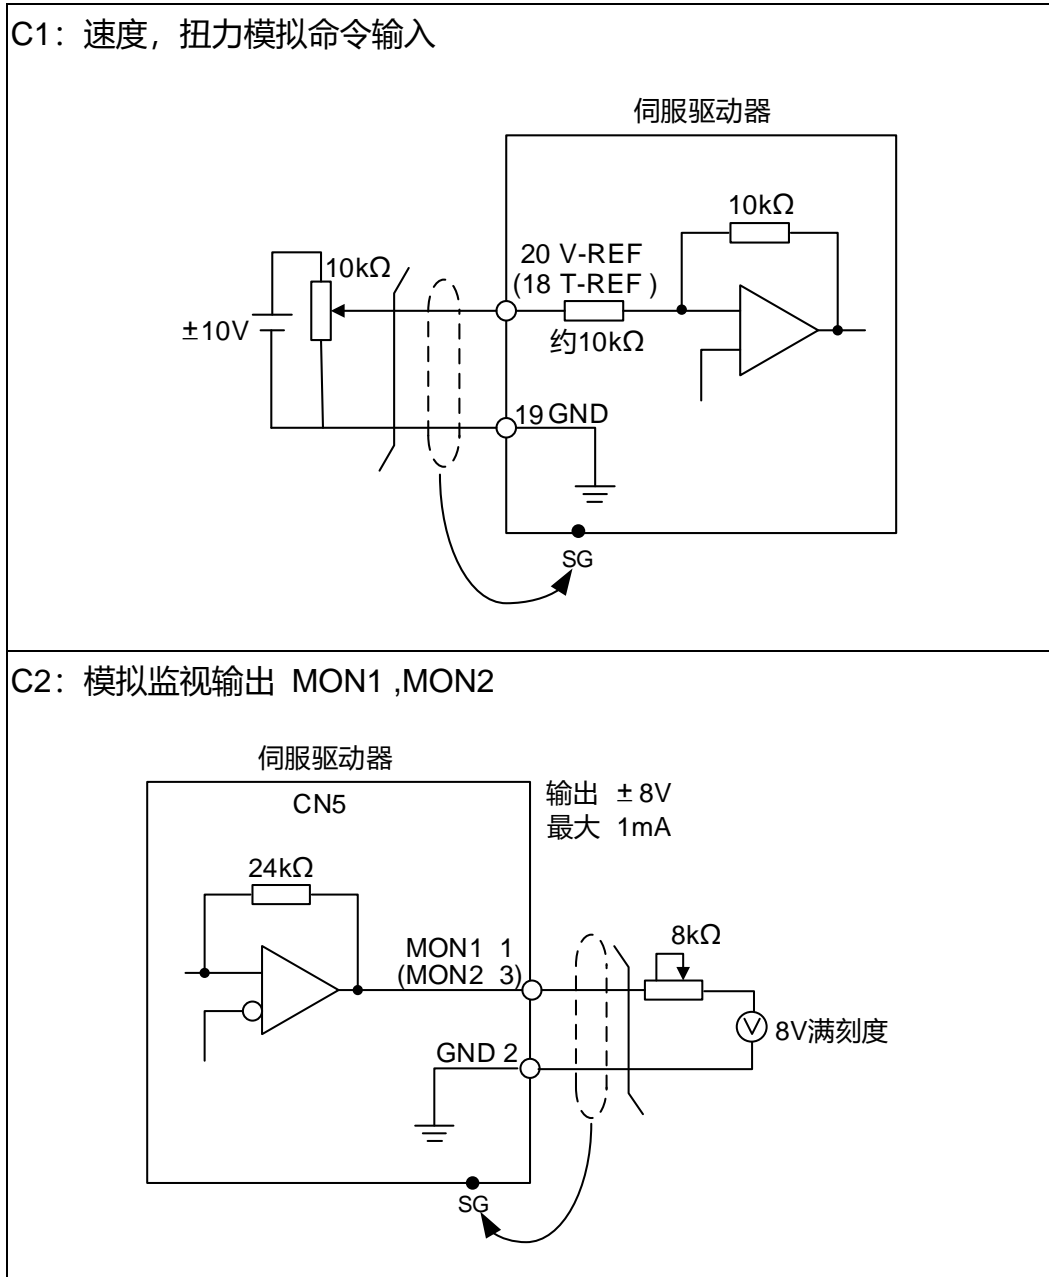 C1：速度，扭力模拟命令输入
伺服驱动器
10kΩ
20 V-REF
(18 T-REF )
10kΩ
±10V
约10kΩ
19 GND
SG
C2：模拟监视输出 MON1 ,MON2
伺服驱动器
CN5
输出 ± 8V
最大 1mA
24kΩ
MON1 1
(MON2 3)
8kΩ
V
8V满刻度
GND 2
SG